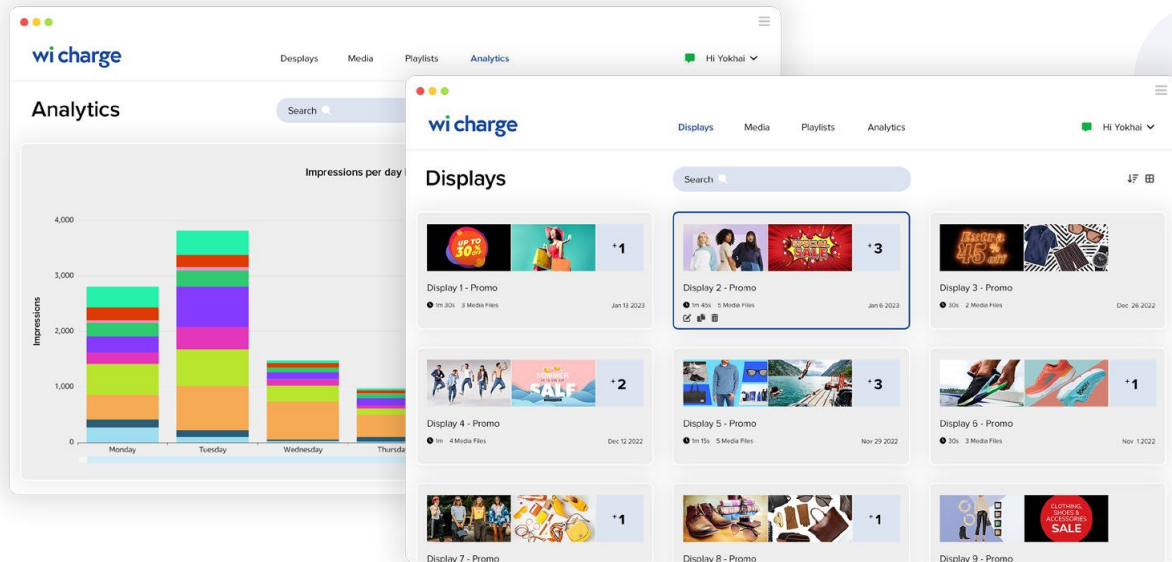 wi charge
Desplays Media Playlists Analytics
Hi Yokhai
Analytics
Search
Impressions per day
4,000
3,000
2,000
1,000
0
Impressions
Monday Tuesday Wednesday Thursda
wi charge
Displays Media Playlists Analytics
Hi Yokhai
Displays
Search
UP TO
30%
OFF
+1
Display 1 - Promo
1m 30s 3 Media Files Jan 13 2023
SPECIAL
SALE
+3
Display 2 - Promo
1m 45s 5 Media Files Jan 6 2023
Extra
45% off
Display 3 - Promo
30s 2 Media Files Dec 26 2022
SUMMER
SALE
+2
Display 4 - Promo
1m 4 Media Files Dec 12 2022
+3
Display 5 - Promo
1m 15s 5 Media Files Nov 29 2022
+1
Display 6 - Promo
30s 3 Media Files Nov 1 2022
+1
Display 7 - Promo
+1
Display 8 - Promo
CLOTHING,
SHOES &
ACCESSORIES
SALE
Display 9 - Promo